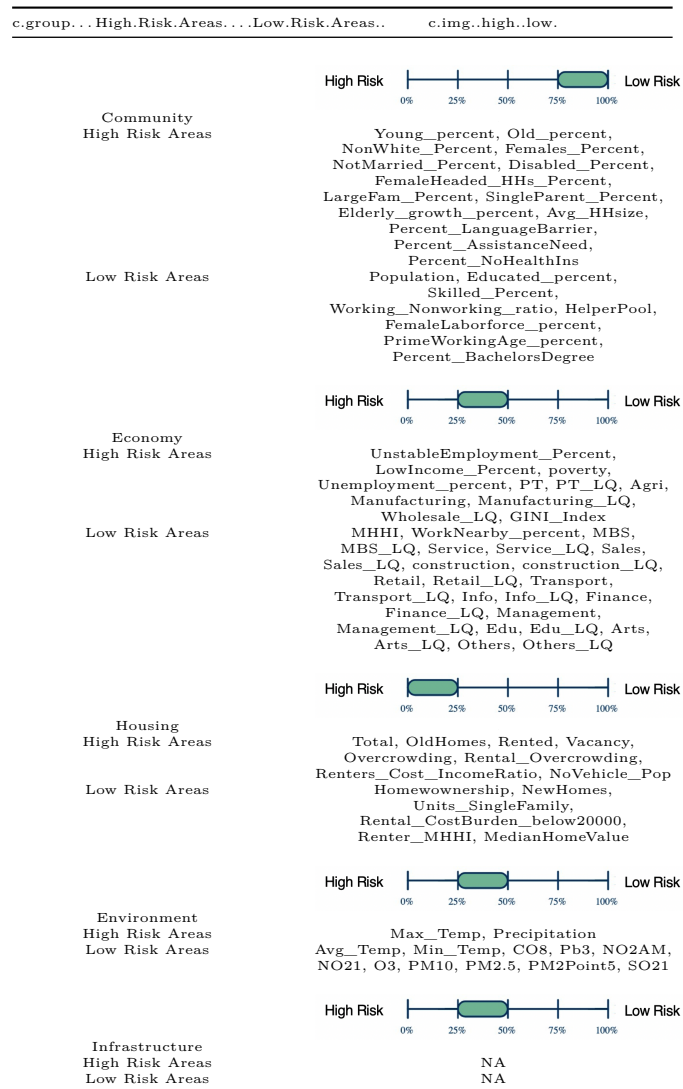 c.group...High.Risk.Areas....Low.Risk.Areas.. c.img..high..low.
High Risk Low Risk
0% 25% 50% 75% 100%
Community
High Risk Areas Young_percent, Old_percent,
NonWhite_Percent, Females_Percent,
NotMarried_Percent, Disabled_Percent,
FemaleHeaded_HHs_Percent,
LargeFam_Percent, SingleParent_Percent,
Elderly_growth_percent, Avg_HHsize,
Percent_LanguageBarrier,
Percent_AssistanceNeed,
Percent_NoHealthIns
Low Risk Areas Population, Educated_percent,
Skilled_Percent,
Working_Nonworking_ratio, HelperPool,
FemaleLaborforce_percent,
PrimeWorkingAge_percent,
Percent_BachelorsDegree
High Risk Low Risk
0% 25% 50% 75% 100%
Economy
High Risk Areas UnstableEmployment_Percent,
LowIncome_Percent, poverty,
Unemployment_percent, PT, PT_LQ, Agri,
Manufacturing, Manufacturing_LQ,
Wholesale_LQ, GINI_Index
Low Risk Areas MHHI, WorkNearby_percent, MBS,
MBS_LQ, Service, Service_LQ, Sales,
Sales_LQ, construction, construction_LQ,
Retail, Retail_LQ, Transport,
Transport_LQ, Info, Info_LQ, Finance,
Finance_LQ, Management,
Management_LQ, Edu, Edu_LQ, Arts,
Arts_LQ, Others, Others_LQ
High Risk Low Risk
0% 25% 50% 75% 100%
Housing
High Risk Areas Total, OldHomes, Rented, Vacancy,
Overcrowding, Rental_Overcrowding,
Renters_Cost_IncomeRatio, NoVehicle_Pop
Low Risk Areas Homewownership, NewHomes,
Units_SingleFamily,
Rental_CostBurden_below20000,
Renter_MHHI, MedianHomeValue
High Risk Low Risk
0% 25% 50% 75% 100%
Environment
High Risk Areas Max_Temp, Precipitation
Low Risk Areas Avg_Temp, Min_Temp, CO8, Pb3, NO2AM,
NO21, O3, PM10, PM2.5, PM2Point5, SO21
High Risk Low Risk
0% 25% 50% 75% 100%
Infrastructure
High Risk Areas NA
Low Risk Areas NA